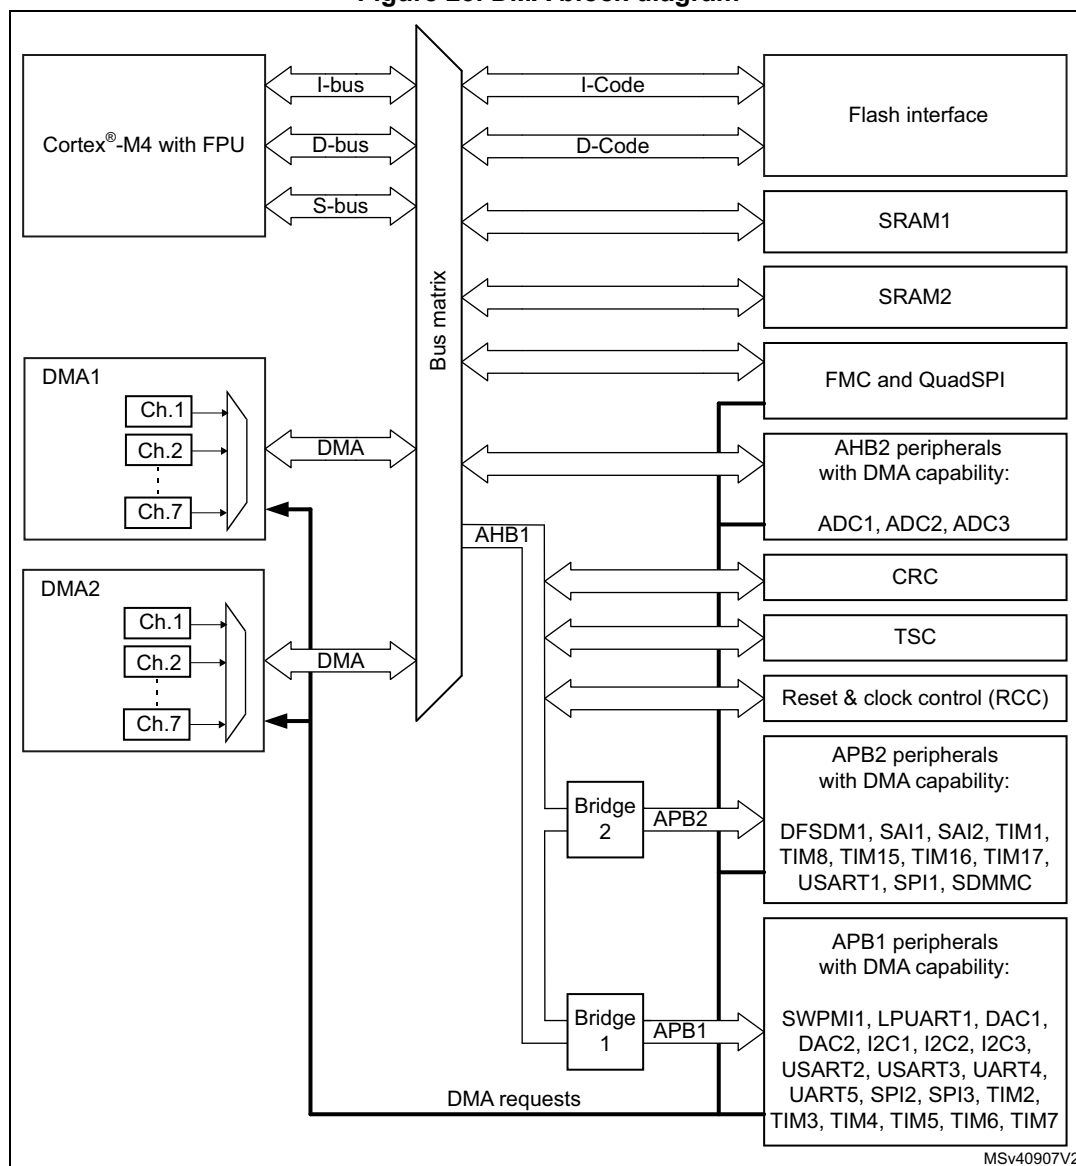 Figure 28. DMA block diagram
Cortex®-M4 with FPU
I-bus
D-bus
S-bus
Bus matrix
I-Code
D-Code
Flash interface
SRAM1
SRAM2
FMC and QuadSPI
DMA1
Ch.1
Ch.2
Ch.7
DMA
AHB2 peripherals
with DMA capability:
ADC1, ADC2, ADC3
AHB1
CRC
DMA2
Ch.1
Ch.2
Ch.7
DMA
TSC
Reset & clock control (RCC)
Bridge
2
APB2
APB2 peripherals
with DMA capability:
DFSDM1, SAI1, SAI2, TIM1,
TIM8, TIM15, TIM16, TIM17,
USART1, SPI1, SDMMC
Bridge
1
APB1
APB1 peripherals
with DMA capability:
SWPMI1, LPUART1, DAC1,
DAC2, I2C1, I2C2, I2C3,
USART2, USART3, UART4,
UART5, SPI2, SPI3, TIM2,
TIM3, TIM4, TIM5, TIM6, TIM7
DMA requests
MSv40907V2